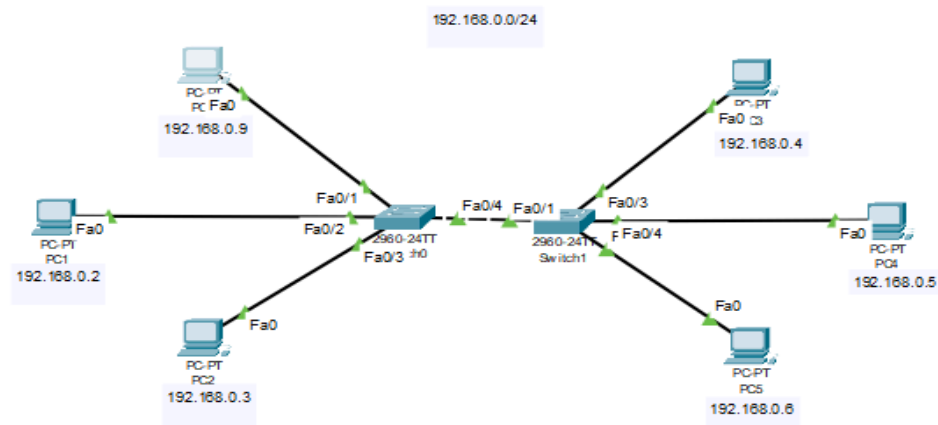 192.168.0.0/24
PC-PT
Fa0
192.168.0.9
PC-PT
Fa0
192.168.0.4
Fa0/1
Fa0/2
Fa0/3
Fa0/4
Fa0/1
Fa0/3
Fa0/4
2960-24TT
2960-24TT
Switch1
Fa0
PC-PT
PC1
192.168.0.2
Fa0
PC-PT
PC4
192.168.0.5
Fa0
PC-PT
PC2
192.168.0.3
Fa0
PC-PT
PC5
192.168.0.6